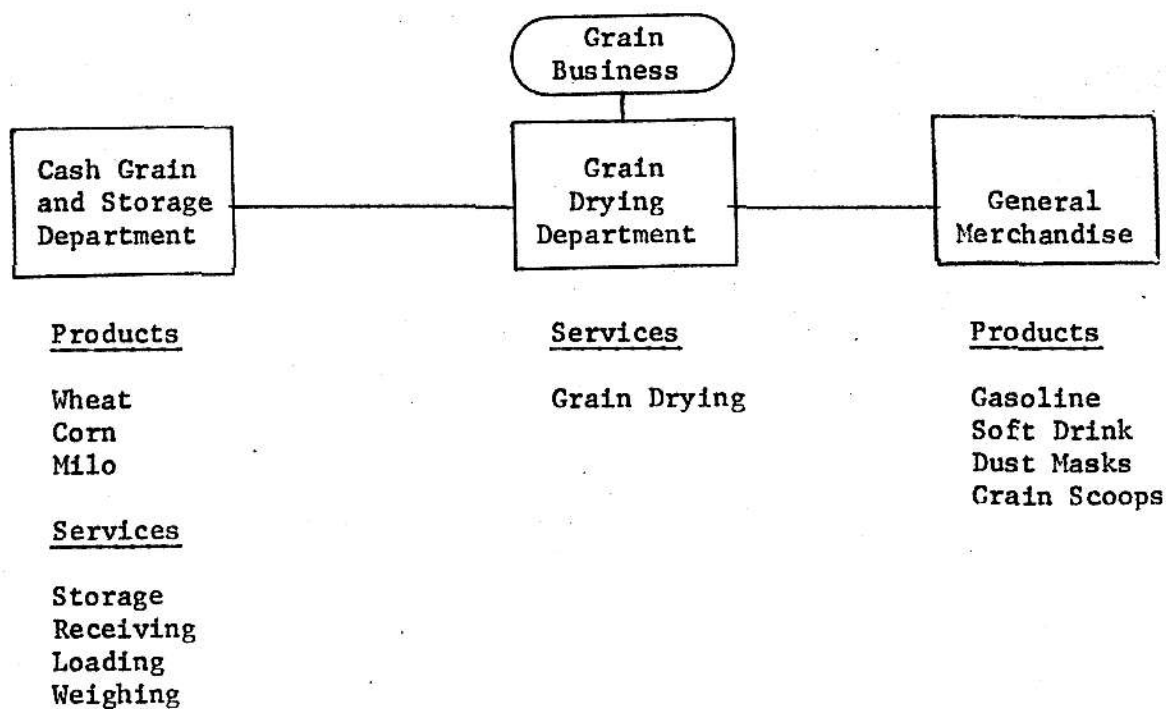 Grain
Business
Cash Grain
and Storage
Department
Grain
Drying
Department
General
Merchandise
Products
Wheat
Corn
Milo
Services
Storage
Receiving
Loading
Weighing
Services
Grain Drying
Products
Gasoline
Soft Drink
Dust Masks
Grain Scoops